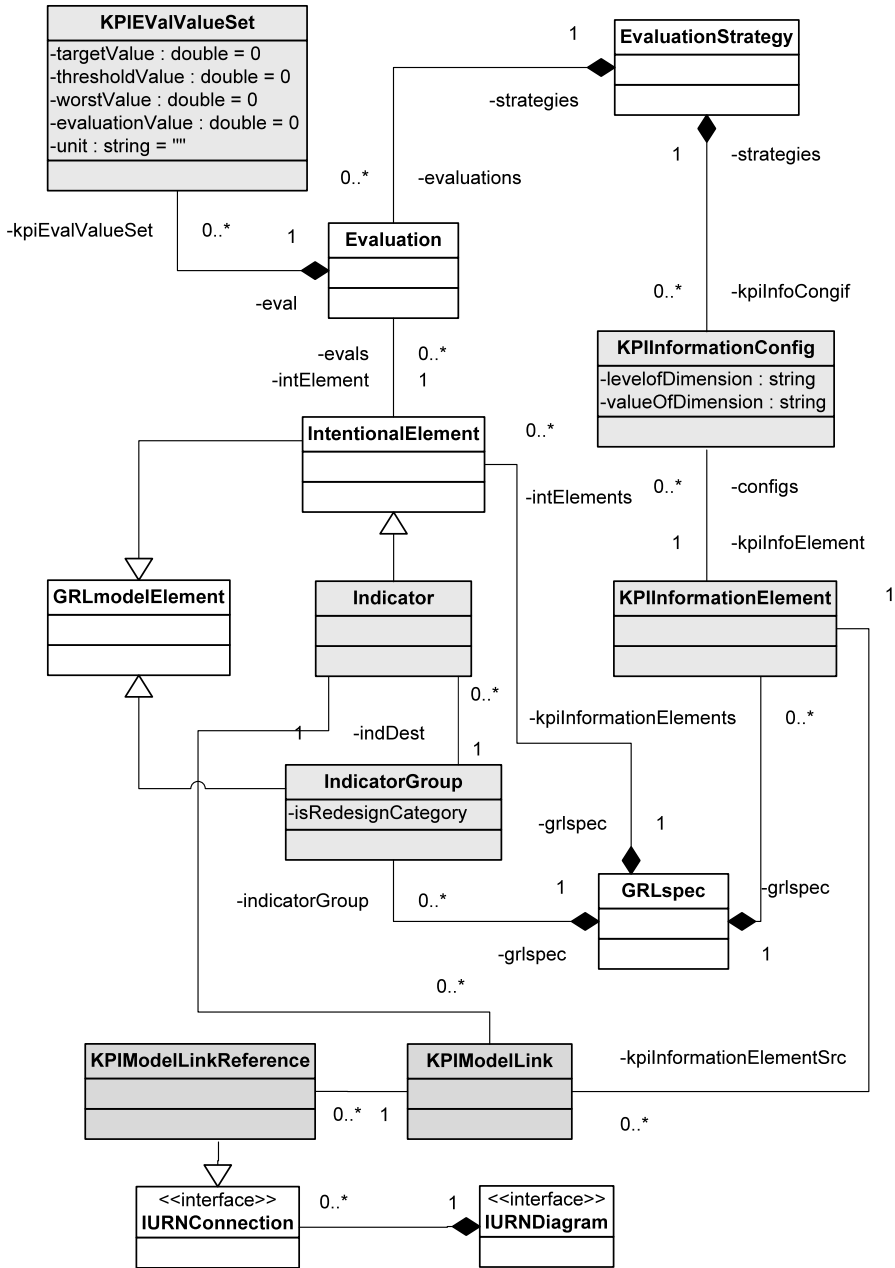 KPIEValValueSet
-targetValue : double = 0
-thresholdValue : double = 0
-worstValue : double = 0
-evaluationValue : double = 0
-unit : string = ""
1
EvaluationStrategy
-strategies
1
-strategies
0..*
-evaluations
-kpiEvalValueSet
0..*
1
Evaluation
-eval
0..*
-kpiInfoCongif
KPIInformationConfig
-levelofDimension : string
-valueOfDimension : string
-evals
0..*
-intElement
1
IntentionalElement
0..*
-intElements
0..*
-configs
1
-kpiInfoElement
GRLmodelElement
Indicator
KPIInformationElement
1
0..*
-kpiInformationElements
0..*
1
-indDest
1
IndicatorGroup
-isRedesignCategory
-grlspec
1
-indicatorGroup
0..*
1
GRLspec
-grlspec
-grlspec
1
0..*
KPIModelLinkReference
KPIModelLink
-kpiInformationElementSrc
0..*
1
0..*
<<interface>>
IURNConnection
0..*
1
<<interface>>
IURNDiagram